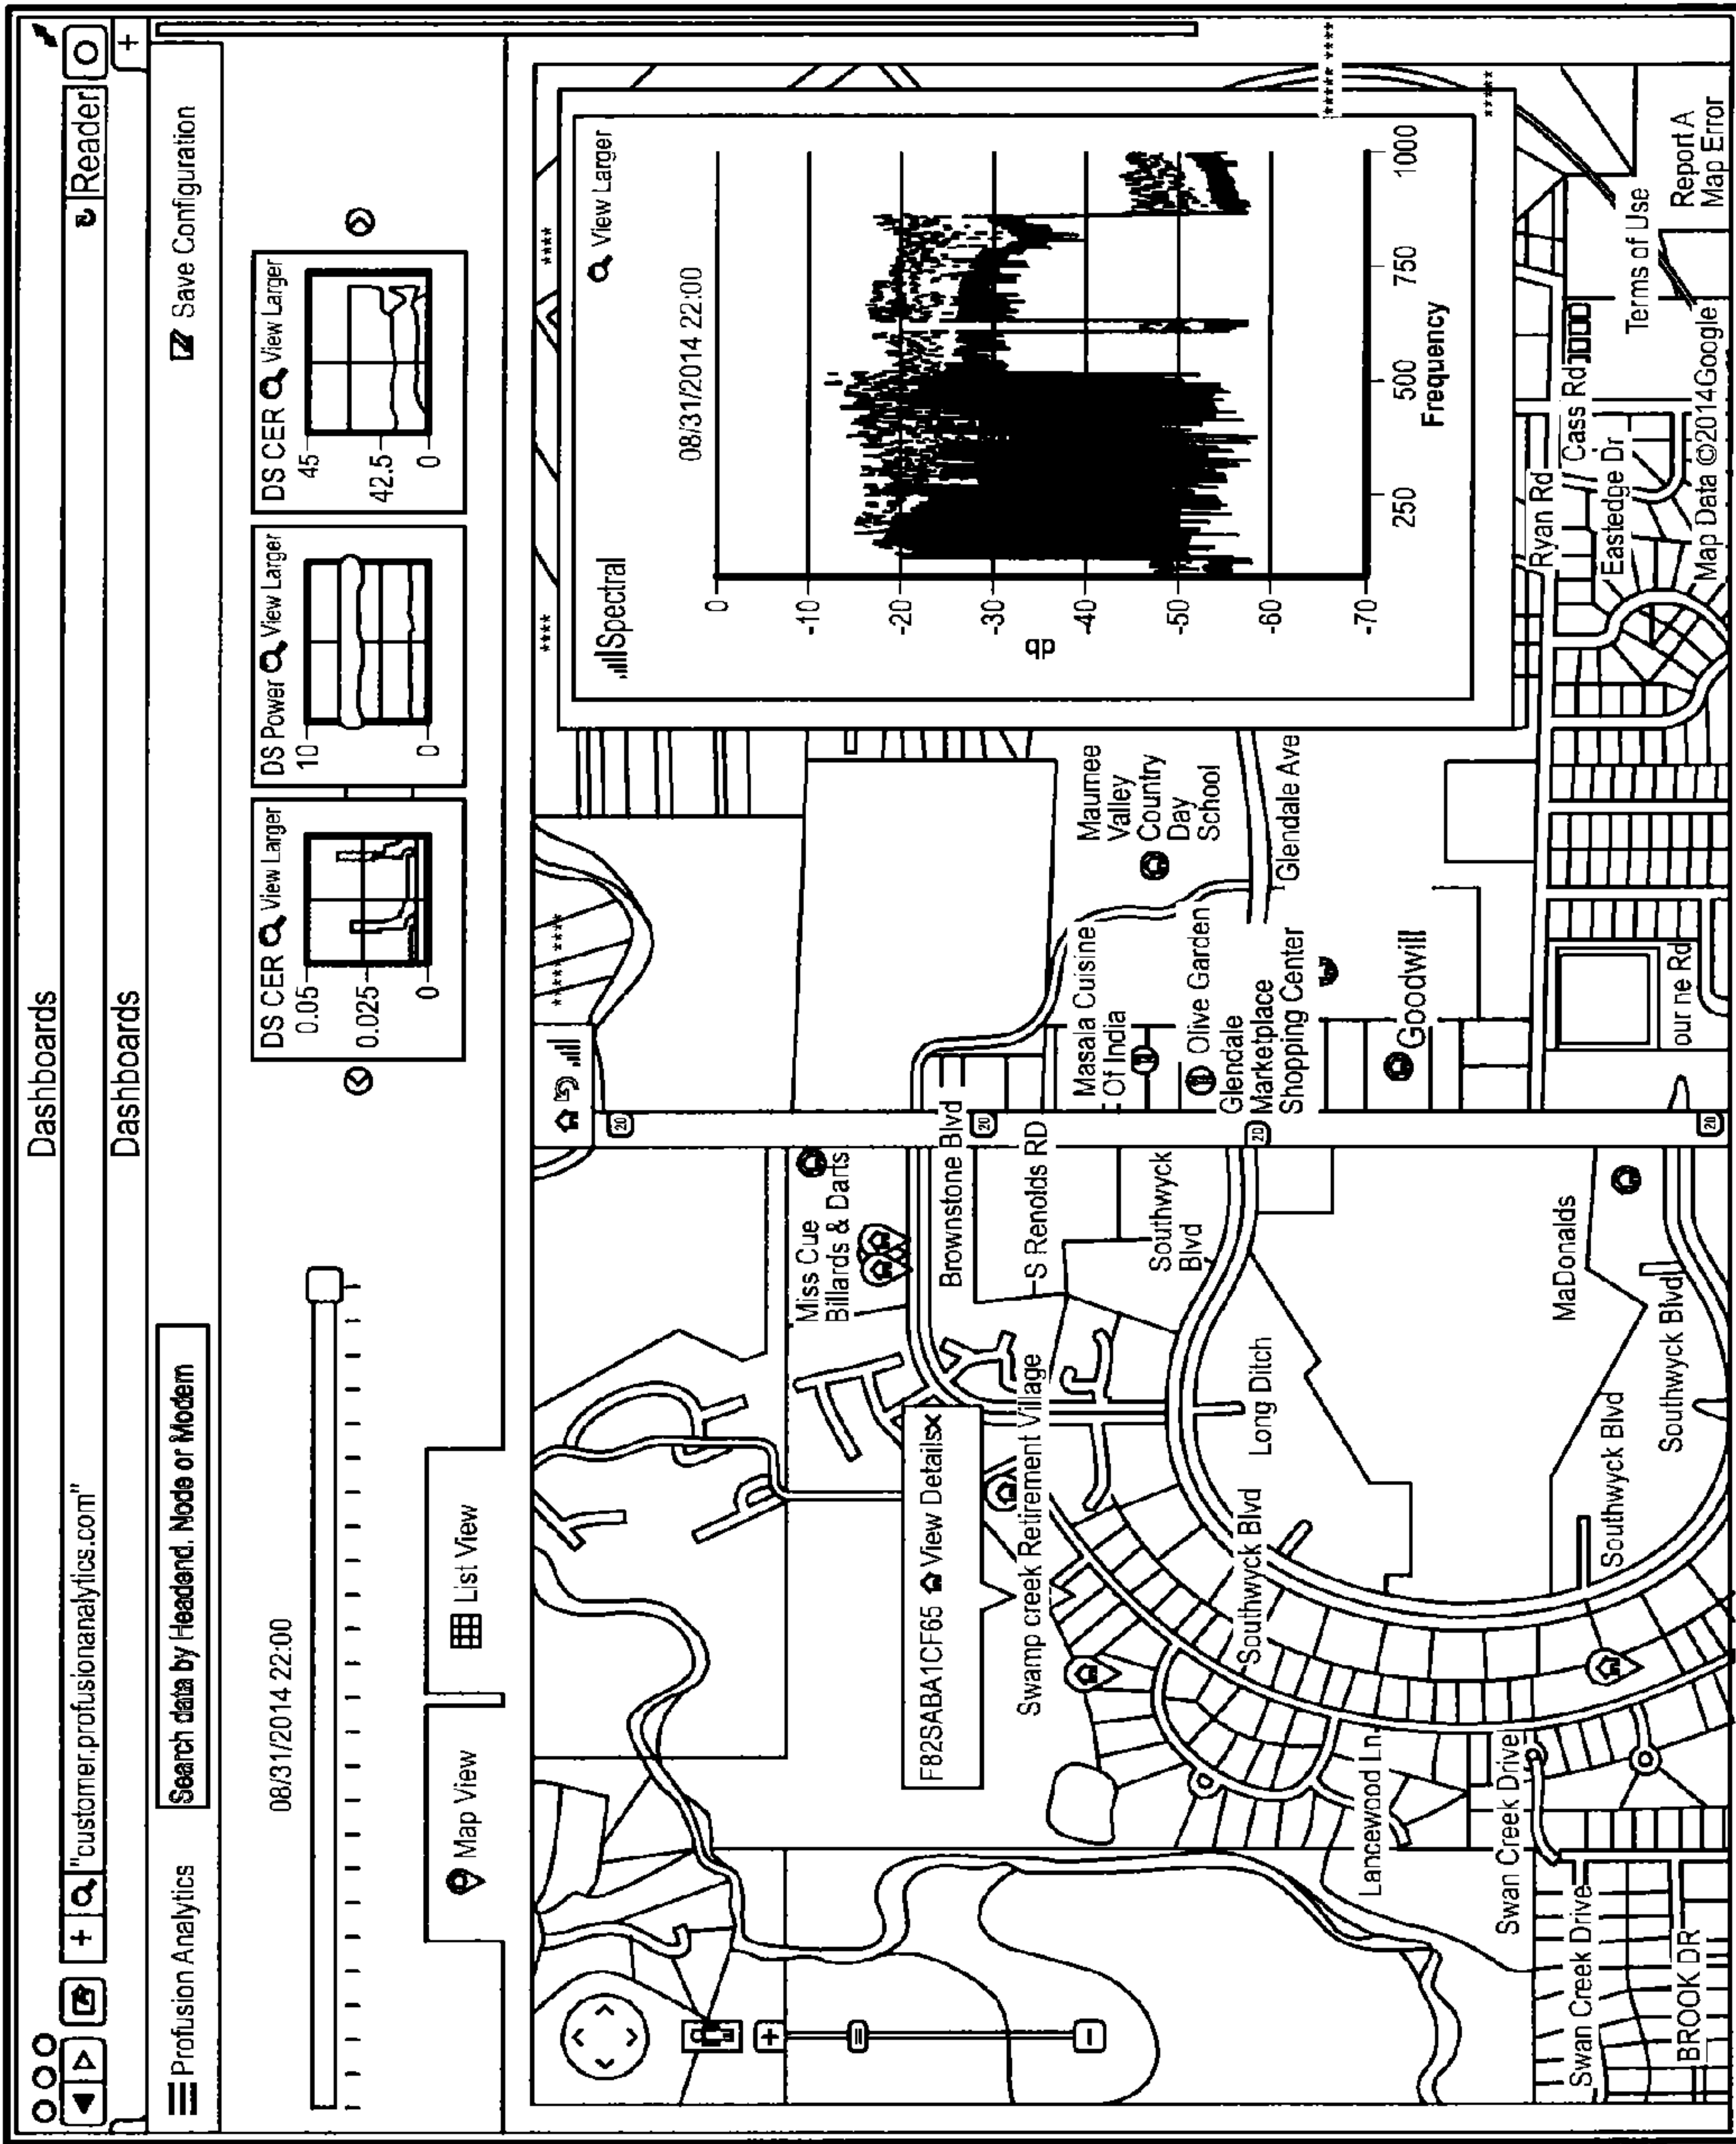 Dashboards
"customer.profusionanalytics.com"
Reader
Dashboards
Profusion Analytics
Search data by Headend. Node or Modem
Save Configuration
08/31/2014 22:00
DS CER View Larger
0.05
0.025
0
DS Power View Larger
10
0
DS CER View Larger
45
42.5
0
Map View
List View
**** ****
****
****
Spectral
View Larger
08/31/2014 22:00
0
-10
-20
-30
-40
-50
-60
-70
db
250
500
750
1000
Frequency
***** *****
*****
20
20
20
20
Miss Cue
Billards & Darts
Brownstone Blvd
S Renolds RD
Southwyck
Blvd
F82SABA1CF65 View Details x
Swamp creek Retirement Village
Long Ditch
Southwyck Blvd
MaDonalds
Southwyck Blvd
Southwyck Blvd
Lancewood Ln
Swan Creek Drive
Swan Creek Drive
BROOK DR
Masala Cuisine
Of India
Olive Garden
Glendale
Marketplace
Shopping Center
Goodwill
Maumee
Valley
Country
Day
School
Glendale Ave
our ne Rd
Ryan Rd
Cass Rd
Eastedge Dr
Terms of Use
Report A
Map Error
Map Data ©2014Google